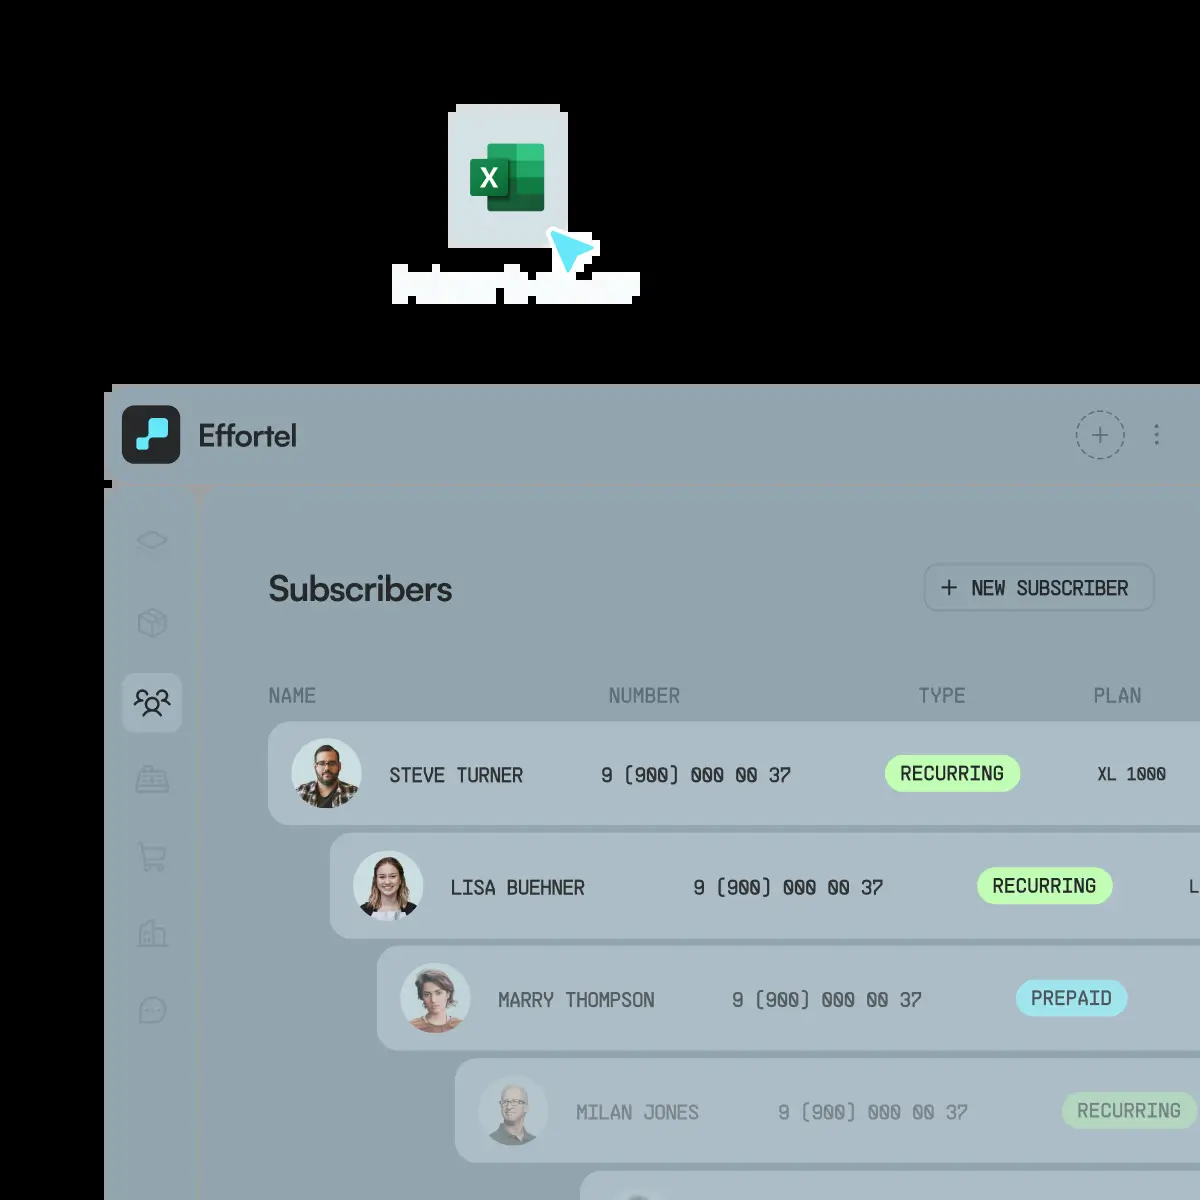 X
Effortel
Subscribers
+ NEW SUBSCRIBER
NAME NUMBER TYPE PLAN
STEVE TURNER 9 (900) 000 00 37 RECURRING XL 1000
LISA BUEHNER 9 (900) 000 00 37 RECURRING L
MARRY THOMPSON 9 (900) 000 00 37 PREPAID
MILAN JONES 9 (900) 000 00 37 RECURRING